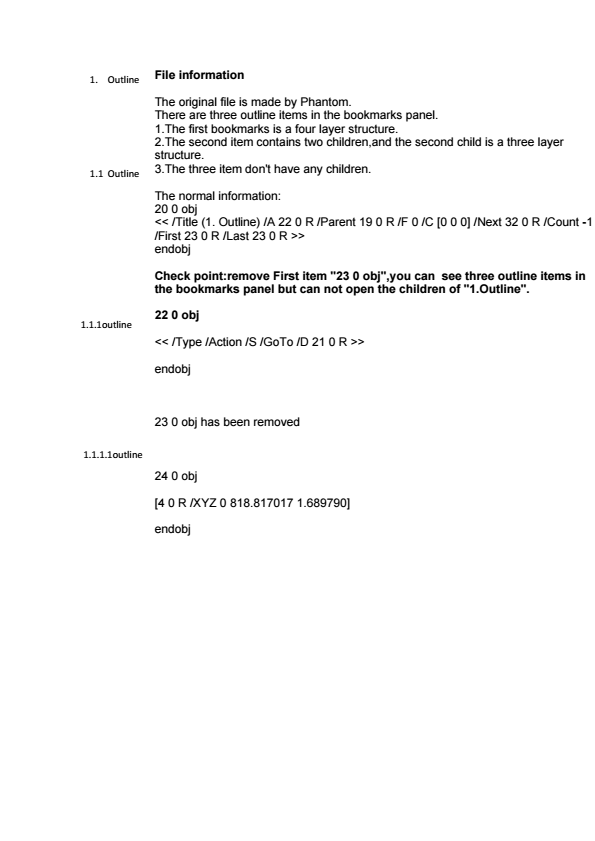 1. Outline
File information
The original file is made by Phantom.
There are three outline items in the bookmarks panel.
1.The first bookmarks is a four layer structure.
2.The second item contains two children,and the second child is a three layer
structure.
3.The three item don't have any children.
1.1 Outline
The normal information:
20 0 obj
<< /Title (1. Outline) /A 22 0 R /Parent 19 0 R /F 0 /C [0 0 0] /Next 32 0 R /Count -1
/First 23 0 R /Last 23 0 R >>
endobj
Check point:remove First item "23 0 obj",you can  see three outline items in
the bookmarks panel but can not open the children of "1.Outline".
22 0 obj
1.1.1outline
<< /Type /Action /S /GoTo /D 21 0 R >>
endobj
23 0 obj has been removed
1.1.1.1outline
24 0 obj
[4 0 R /XYZ 0 818.817017 1.689790]
endobj